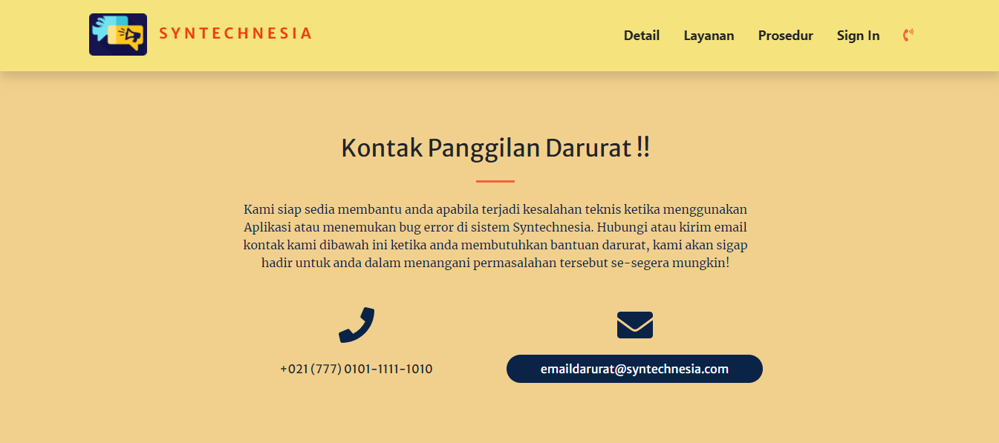 SYNTECHNESIA
Detail Layanan Prosedur Sign In
Kontak Panggilan Darurat !!
Kami siap sedia membantu anda apabila terjadi kesalahan teknis ketika menggunakan
Aplikasi atau menemukan bug error di sistem Syntechnesia. Hubungi atau kirim email
kontak kami dibawah ini ketika anda membutuhkan bantuan darurat, kami akan sigap
hadir untuk anda dalam menangani permasalahan tersebut se-segera mungkin!
+021 (777) 0101-1111-1010
emaildarurat@syntechnesia.com